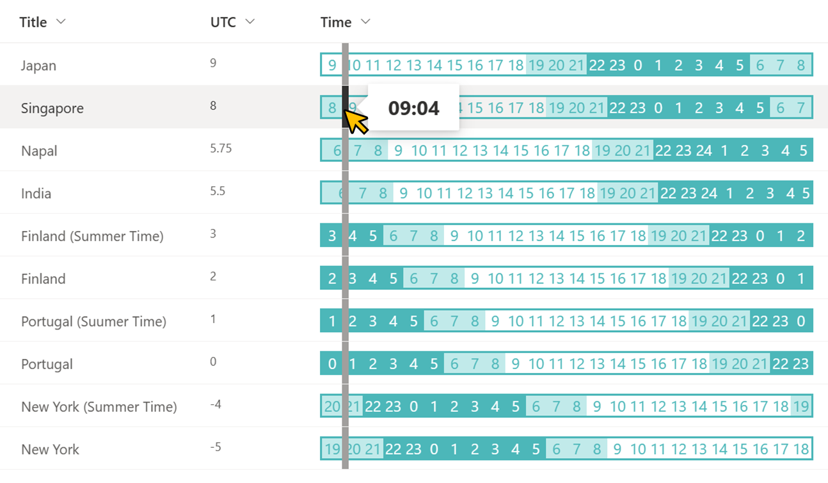 Title UTC Time
Japan 9 9 10 11 12 13 14 15 16 17 18 19 20 21 22 23 0 1 2 3 4 5 6 7 8
Singapore 8 8 9 09:04 15 16 17 18 19 20 21 22 23 0 1 2 3 4 5 6 7
Napal 5.75 6 7 8 9 10 11 12 13 14 15 16 17 18 19 20 21 22 23 24 1 2 3 4 5
India 5.5 6 7 8 9 10 11 12 13 14 15 16 17 18 19 20 21 22 23 24 1 2 3 4 5
Finland (Summer Time) 3 3 4 5 6 7 8 9 10 11 12 13 14 15 16 17 18 19 20 21 22 23 0 1 2
Finland 2 2 3 4 5 6 7 8 9 10 11 12 13 14 15 16 17 18 19 20 21 22 23 0 1
Portugal (Suumer Time) 1 1 2 3 4 5 6 7 8 9 10 11 12 13 14 15 16 17 18 19 20 21 22 23 0
Portugal 0 0 1 2 3 4 5 6 7 8 9 10 11 12 13 14 15 16 17 18 19 20 21 22 23
New York (Summer Time) -4 20 21 22 23 0 1 2 3 4 5 6 7 8 9 10 11 12 13 14 15 16 17 18 19
New York -5 19 20 21 22 23 0 1 2 3 4 5 6 7 8 9 10 11 12 13 14 15 16 17 18